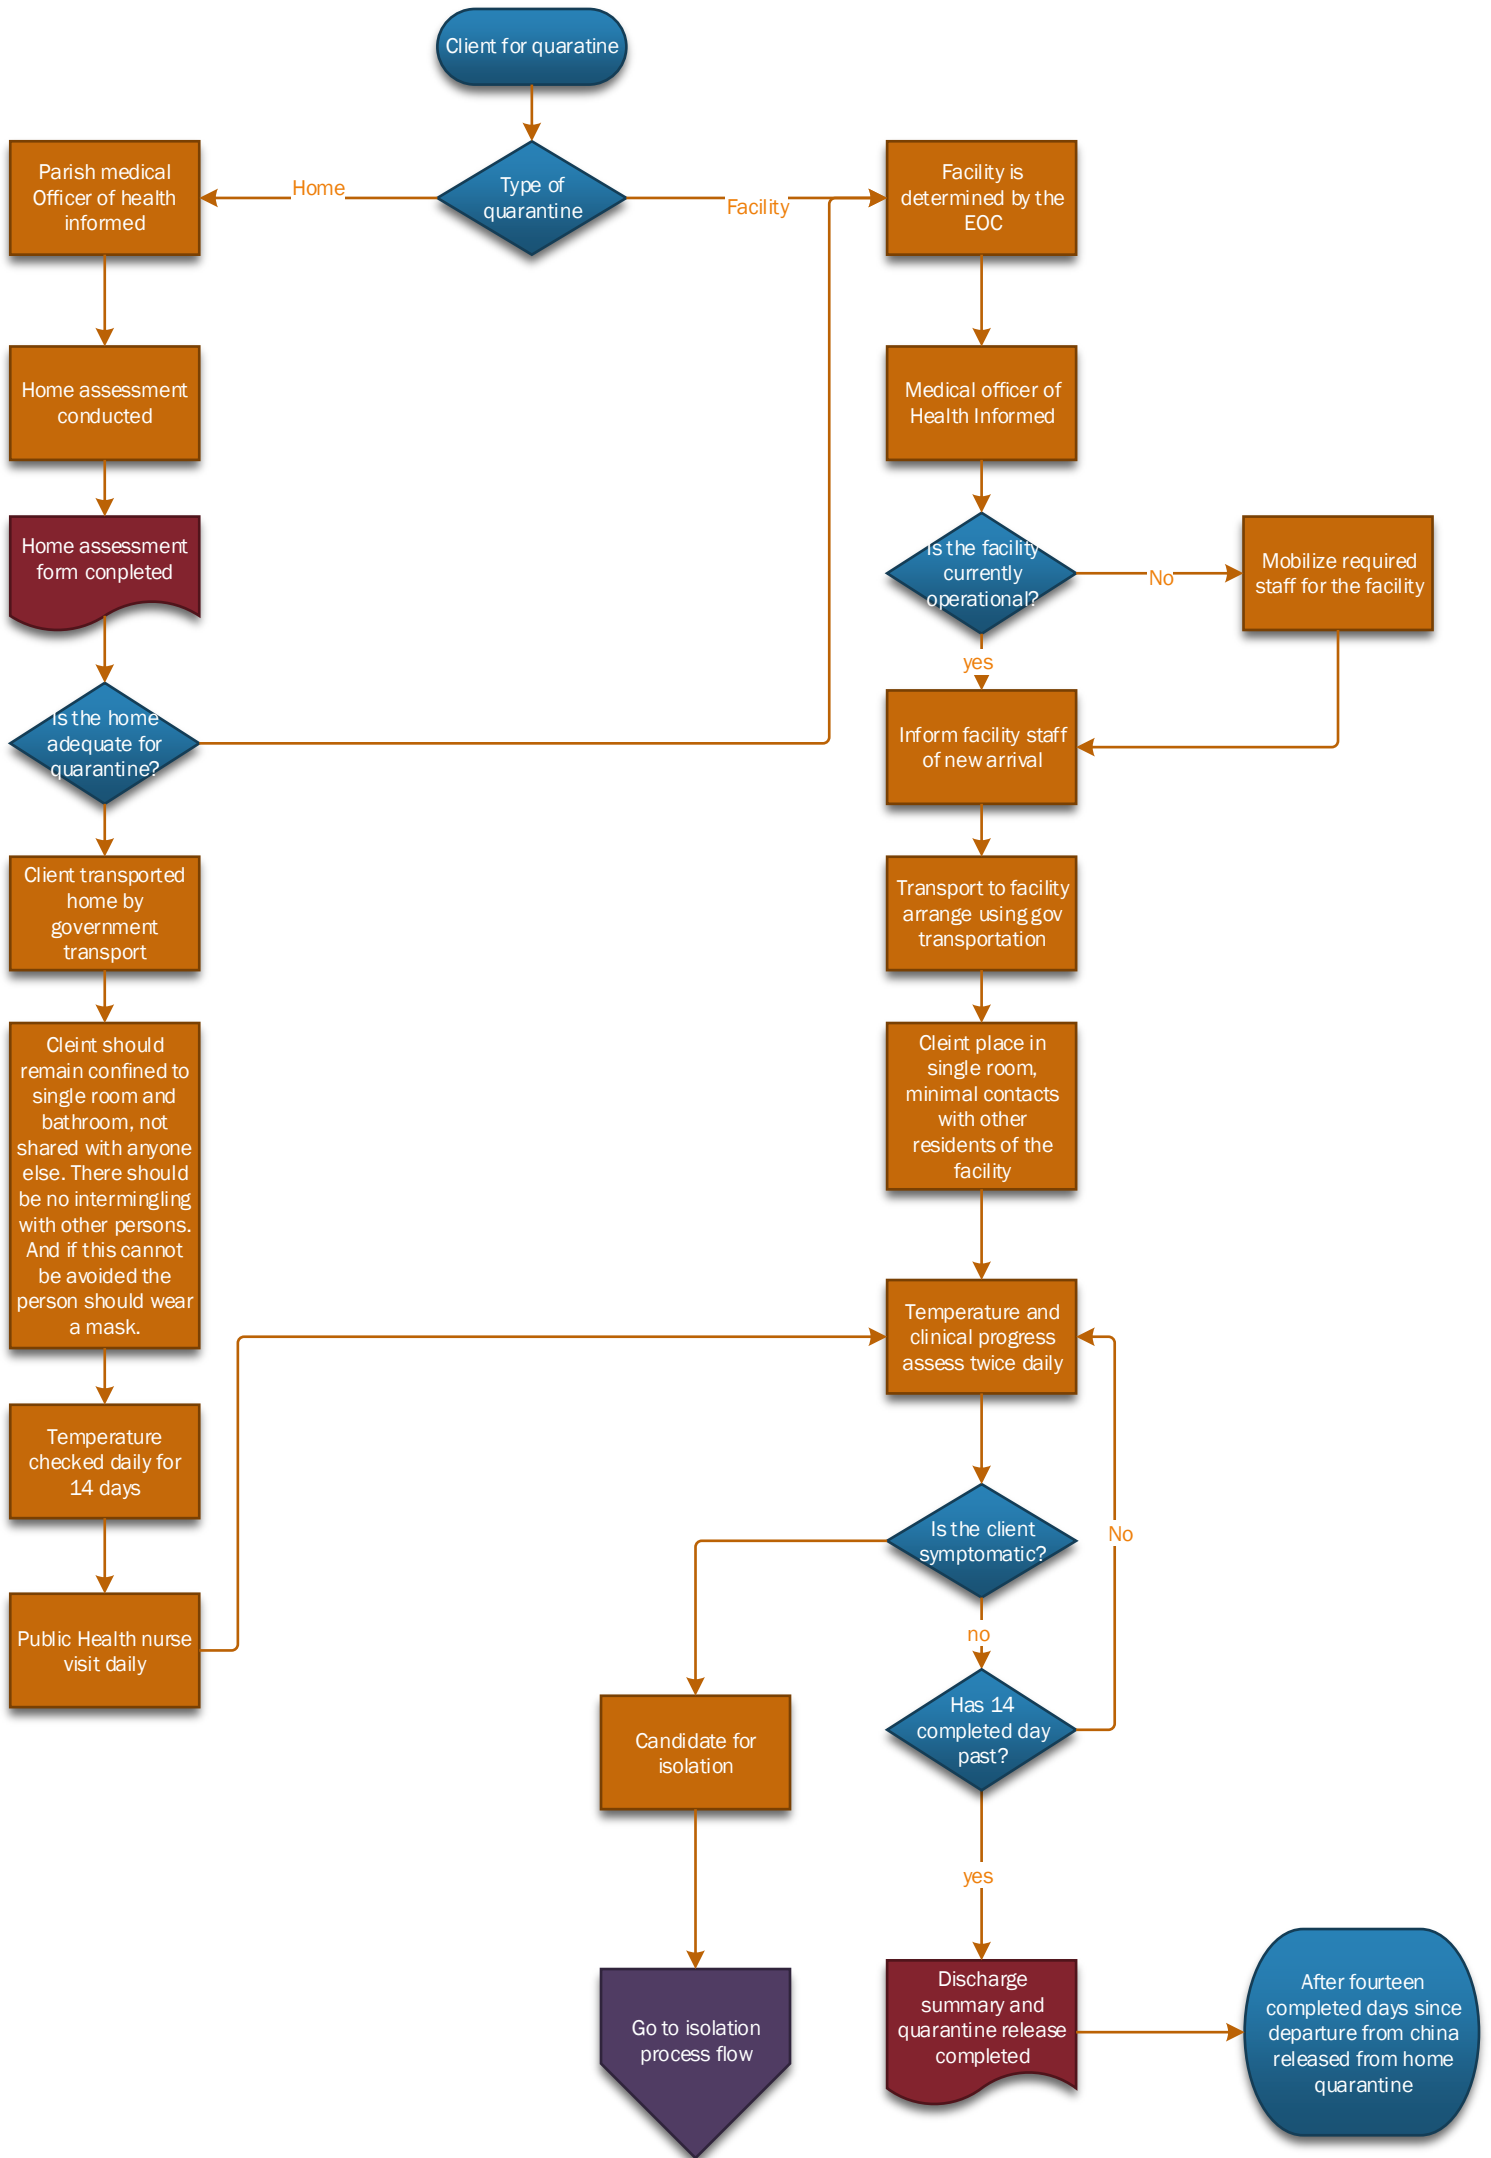 Client for quaratine
Type of
quarantine
Home
Facility
Parish medical
Officer of health
informed
Home assessment
conducted
Home assessment
form conpleted
Is the home
adequate for
quarantine?
Client transported
home by
government
transport
Cleint should
remain confined to
single room and
bathroom, not
shared with anyone
else. There should
be no intermingling
with other persons.
And if this cannot
be avoided the
person should wear
a mask.
Temperature
checked daily for
14 days
Public Health nurse
visit daily
Facility is
determined by the
EOC
Medical officer of
Health Informed
Is the facility
currently
operational?
No
Mobilize required
staff for the facility
yes
Inform facility staff
of new arrival
Transport to facility
arrange using gov
transportation
Cleint place in
single room,
minimal contacts
with other
residents of the
facility
Temperature and
clinical progress
assess twice daily
Is the client
symptomatic?
No
no
Has 14
completed day
past?
Candidate for
isolation
Go to isolation
process flow
yes
Discharge
summary and
quarantine release
completed
After fourteen
completed days since
departure from china
released from home
quarantine